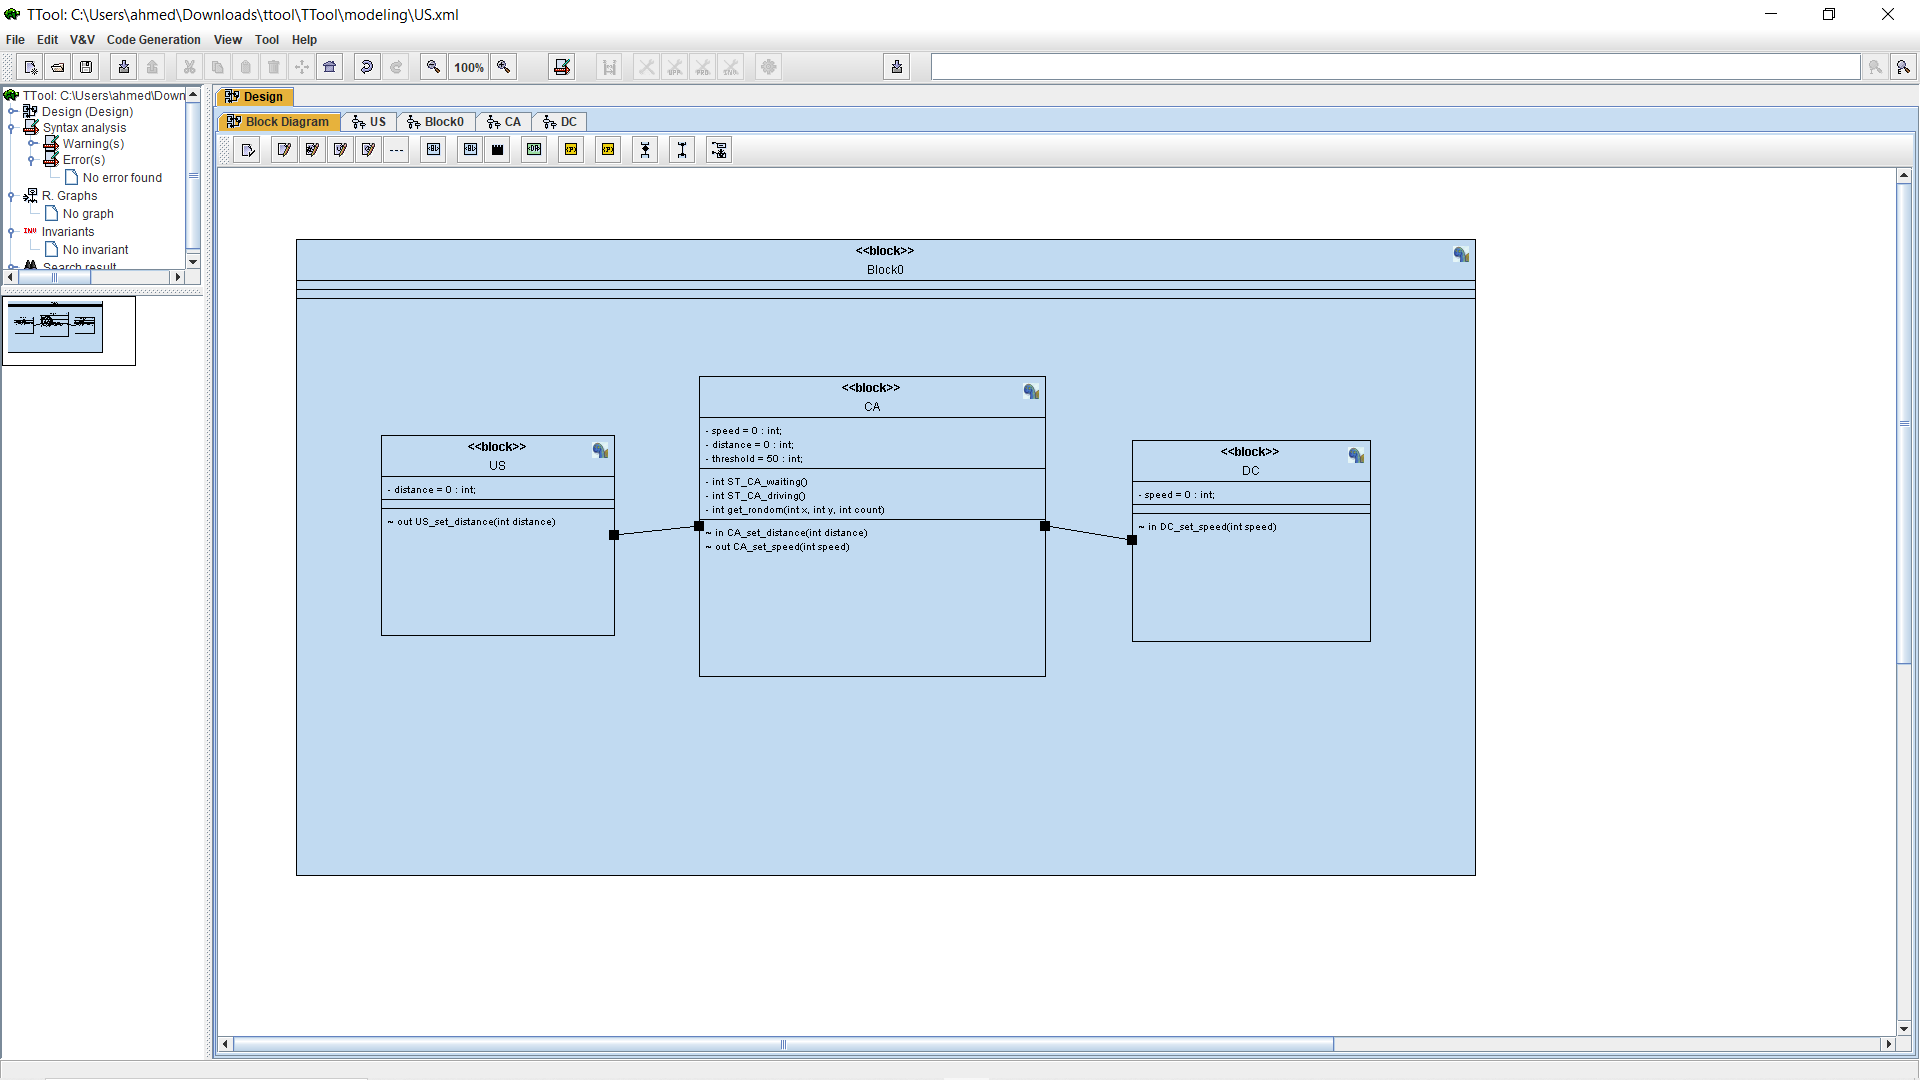 TTool: C:\Users\ahmed\Downloads\ttool\TTool\modeling\US.xml
File Edit V&V Code Generation View Tool Help
100%
TTool: C:\Users\ahmed\Down
Design (Design)
Syntax analysis
Warning(s)
Error(s)
No error found
R. Graphs
No graph
INV Invariants
No invariant
Search result
Design
Block Diagram US Block0 CA DC
<<block>>
Block0
<<block>>
US
- distance = 0 : int;
~ out US_set_distance(int distance)
<<block>>
CA
- speed = 0 : int;
- distance = 0 : int;
- threshold = 50 : int;
- int ST_CA_waiting()
- int ST_CA_driving()
- int get_rondom(int x, int y, int count)
~ in CA_set_distance(int distance)
~ out CA_set_speed(int speed)
<<block>>
DC
- speed = 0 : int;
~ in DC_set_speed(int speed)